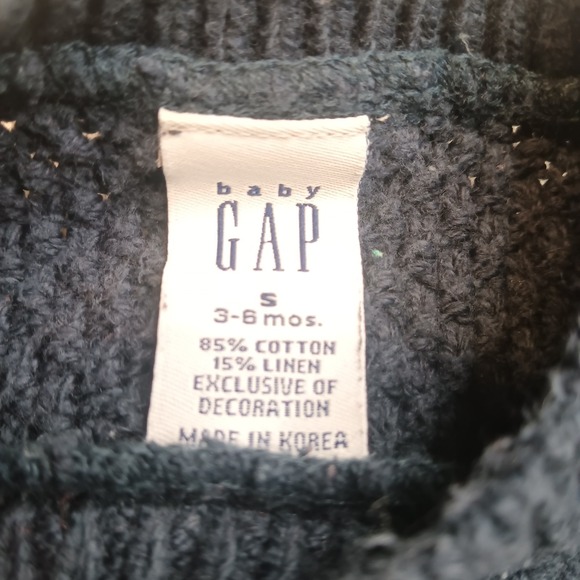 baby
GAP
S
3-6 mos.
85% COTTON
15% LINEN
EXCLUSIVE OF
DECORATION
MADE IN KOREA